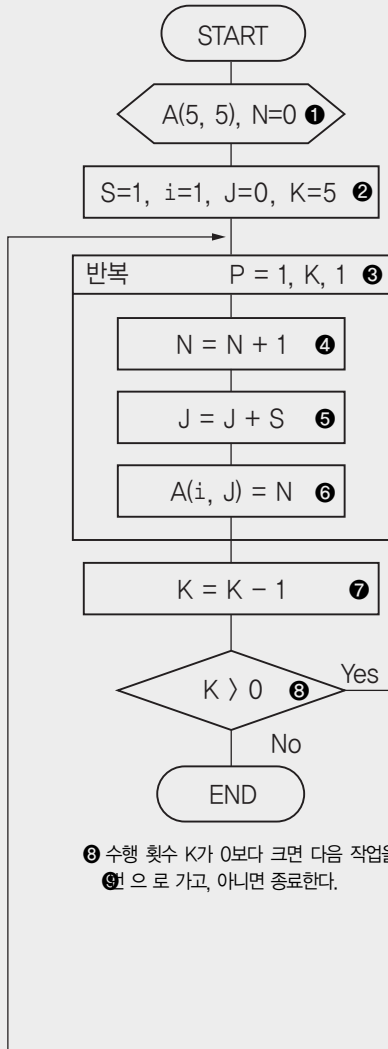 START
A(5, 5), N=0 ❶
S=1, i=1, J=0, K=5 ❷
반복 P = 1, K, 1 ❸
N = N + 1 ❹
J = J + S ❺
A(i, J) = N ❻
K = K − 1 ❼
K 〉 0 ❽
Yes
No
END
❽ 수행 횟수 K가 0보다 크면 다음 작업을
으 로 가고, 아니면 종료한다.